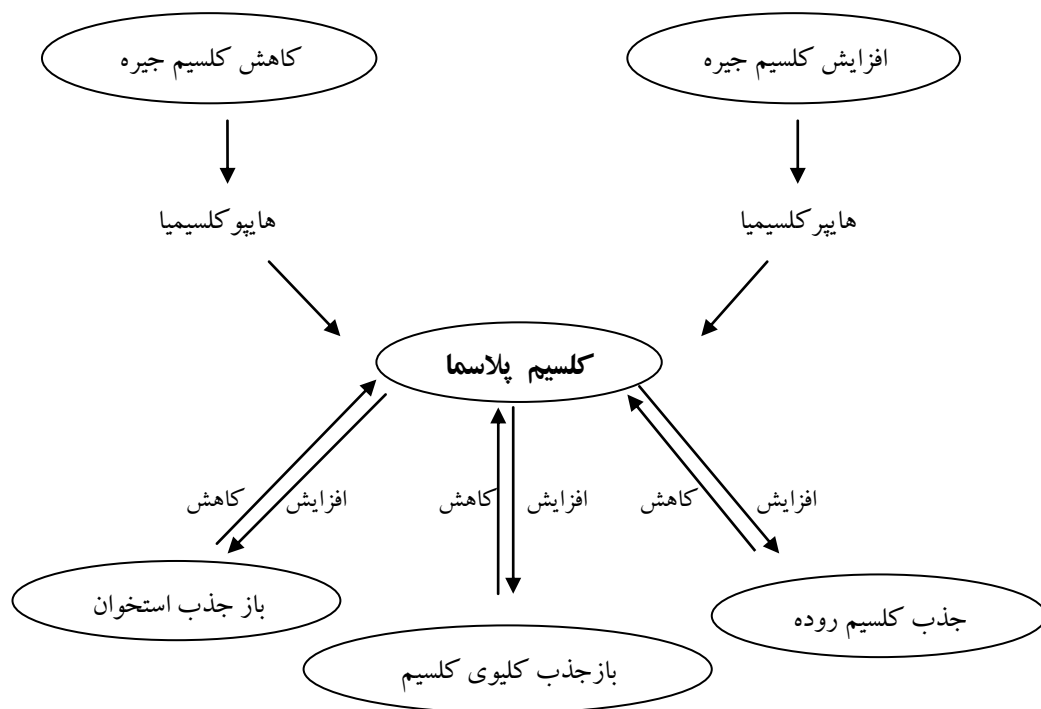 افزایش کلسیم جیره
کاهش کلسیم جیره
هایپرکلسیمیا
هایپوکلسیمیا
کلسیم پلاسما
افزایش
کاهش
افزایش
کاهش
افزایش
کاهش
جذب کلسیم روده
باز جذب استخوان
بازجذب کلیوی کلسیم